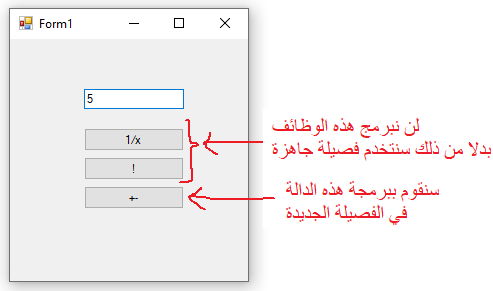 Form1
5
1/x
!
+-
لن نبرمج هذه الوظائف
بدلا من ذلك سنتخدم فصيلة جاهزة
سنقوم ببرمجة هذه الدالة
في الفصيلة الجديدة